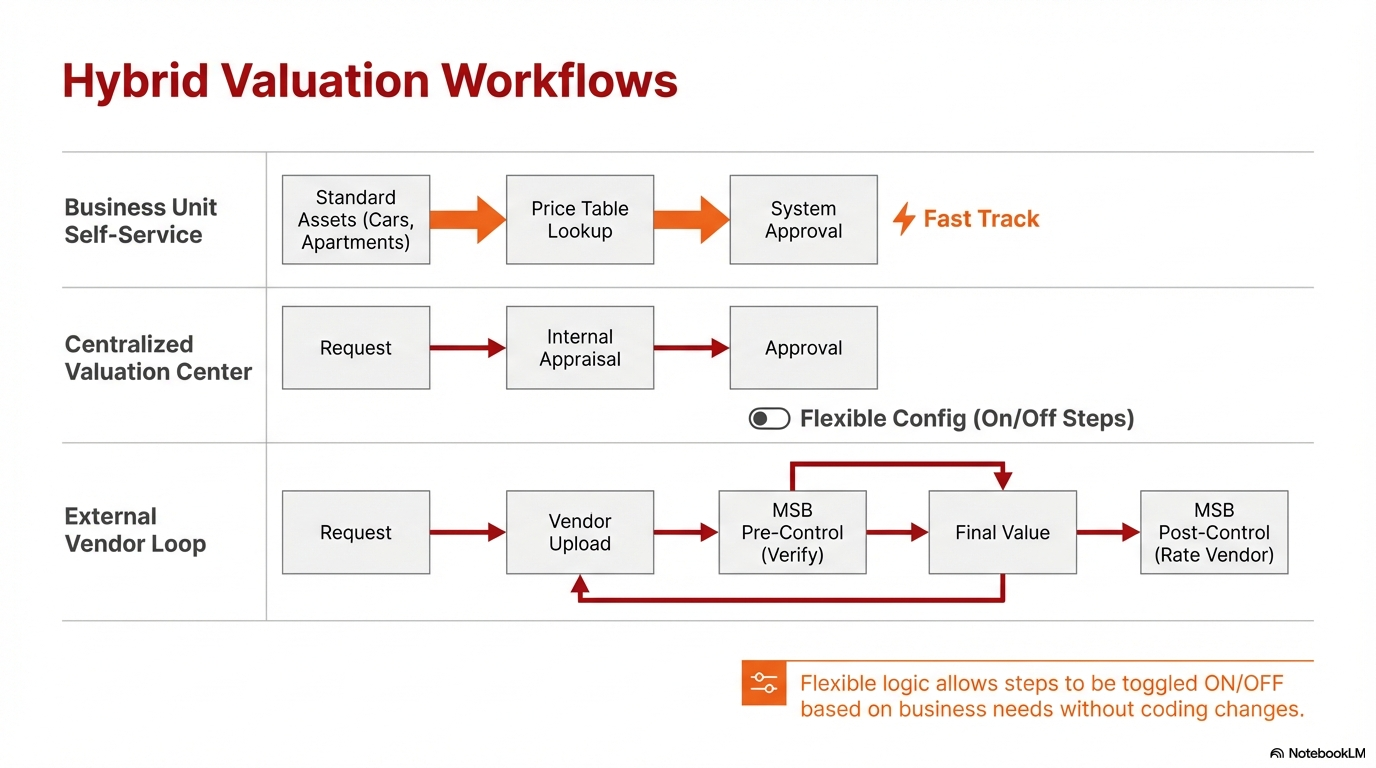 Hybrid Valuation Workflows
Business Unit
Self-Service
Standard
Assets (Cars,
Apartments)
Price Table
Lookup
System
Approval
Fast Track
Centralized
Valuation Center
Request
Internal
Appraisal
Approval
Flexible Config (On/Off Steps)
External
Vendor Loop
Request
Vendor
Upload
MSB
Pre-Control
(Verify)
Final Value
MSB
Post-Control
(Rate Vendor)
Flexible logic allows steps to be toggled ON/OFF
based on business needs without coding changes.
NotebookLM